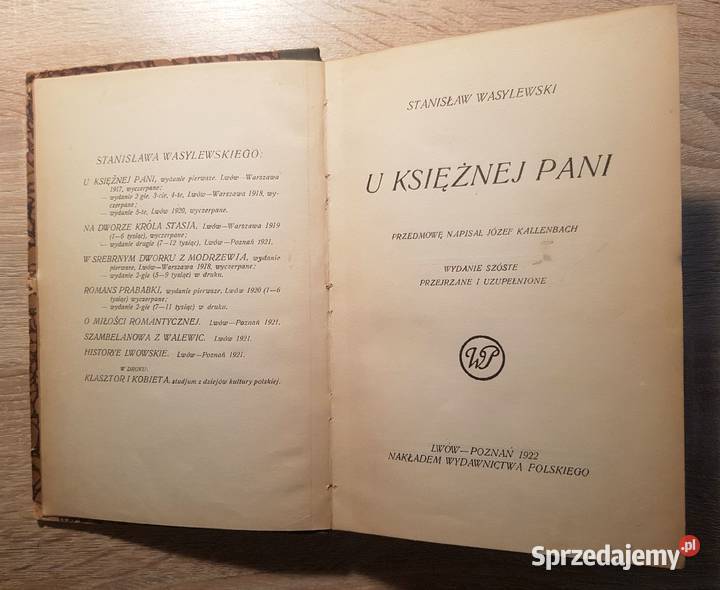 STANISŁAWA WASYLEWSKIEGO:
U KSIĘŻNEJ PANI, wydanie pierwsze. Lwów—Warszawa
1917, wyczerpane;
— wydanie 2-gie. 3-cie, 4-te, Lwów—Warszawa 1918, wy-
czerpane;
— wydanie 5-te, Lwów 1920, wyczerpane.
NA DWORZE KRÓLA STASIA, Lwów—Warszawa 1919
(1—6 tysiąc), wyczerpane;
— wydanie drugie (7—12 tysiąc), Lwów—Poznań 1921.
W SREBRNYM DWORKU Z MODRZEWIA, wydanie
pierwsze, Lwów—Warszawa 1918, wyczerpane;
— wydanie 2-gie (5—9 tysiąc) w druku.
ROMANS PRABABKI, wydanie pierwsze, Lwów 1920 (1—6
tysiąc) wyczerpane;
— wydanie 2-gie (7—11 tysiąc) w druku.
O MIŁOŚCI ROMANTYCZNEJ. Lwów—Poznań 1921.
SZAMBELANOWA Z WALEWIC. Lwów 1921.
HISTORYE LWOWSKIE. Lwów—Poznań 1921.
W DRUKU:
KLASZTOR I KOBIETA, studjum z dziejów kultury polskiej.
STANISŁAW WASYLEWSKI
U KSIĘŻNEJ PANI
PRZEDMOWĘ NAPISAŁ JÓZEF KALLENBACH
WYDANIE SZÓSTE
PRZEJRZANE I UZUPEŁNIONE
WP
LWÓW—POZNAŃ 1922
NAKŁADEM WYDAWNICTWA POLSKIEGO
Sprzedajemy.pl